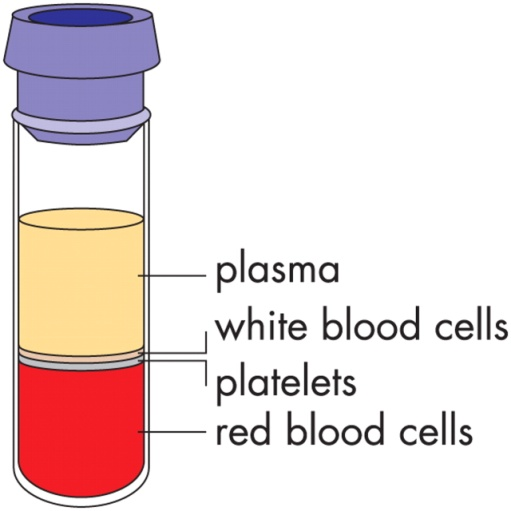 plasma
white blood cells
platelets
red blood cells